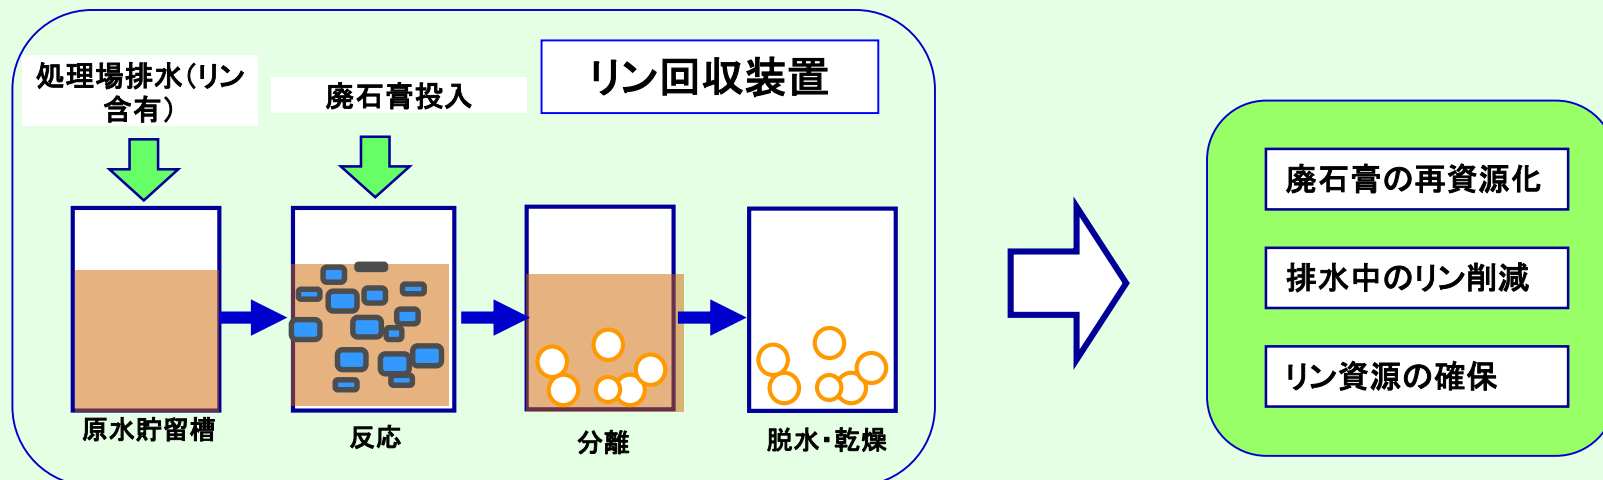 処理場排水(リン
含有)
廃石膏投入
リン回収装置
原水貯留槽
反応
分離
脱水・乾燥
廃石膏の再資源化
排水中のリン削減
リン資源の確保